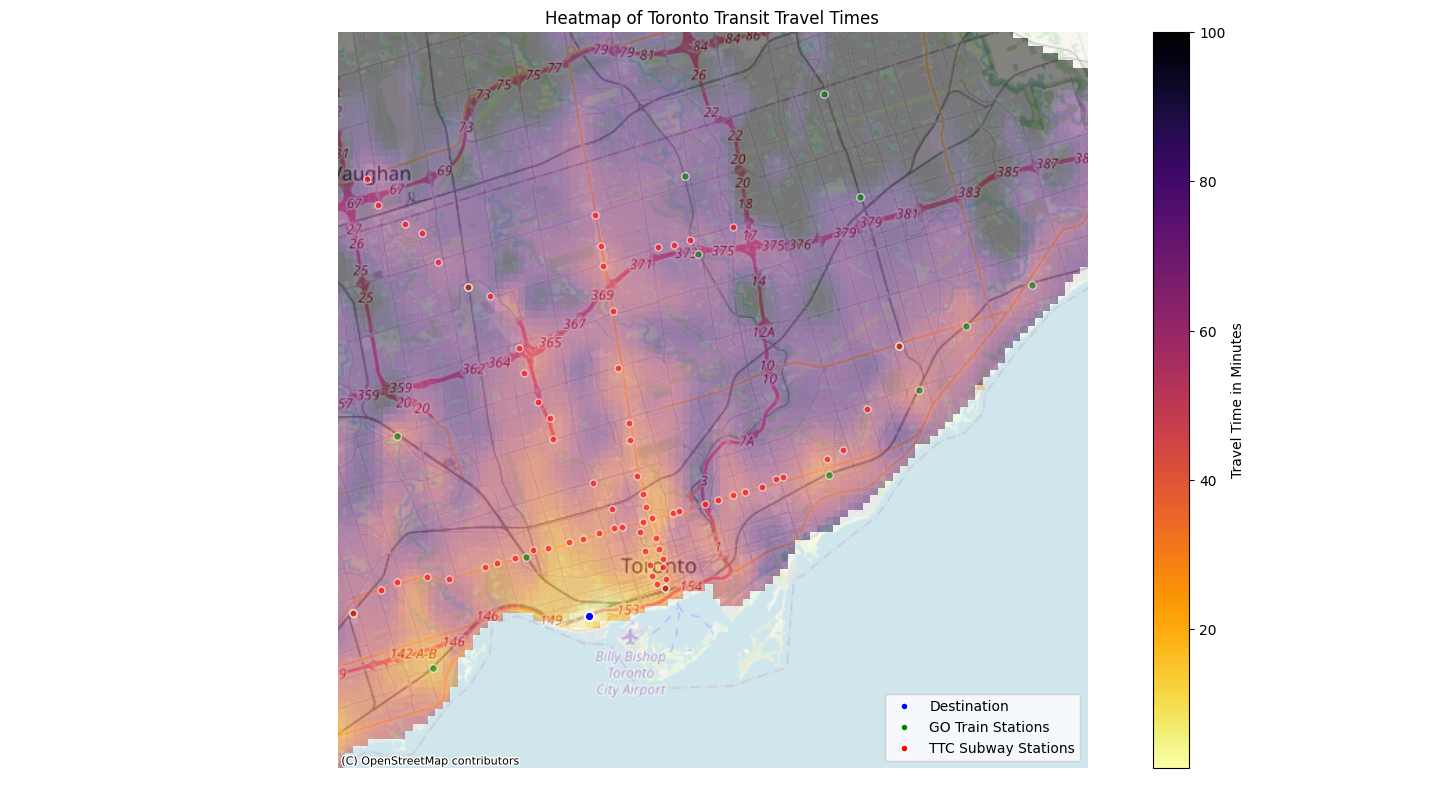 Heatmap of Toronto Transit Travel Times
79 79 81 84 84 86
77 26
75
75
73
73 22
22
20
31 20
Vaughan 69 385 387 38
67 383
67 18 381
27 17 379 379
26 371 373 375 375 376
25 14
25 369
367
365 12A
364
362 10
359 359 10
57 20 20
7A
3
1
Toronto
154
146 149 153
146
142 A-B
9
Billy Bishop
Toronto
City Airport
Destination
GO Train Stations
TTC Subway Stations
(C) OpenStreetMap contributors
100
80
60
40
20
Travel Time in Minutes